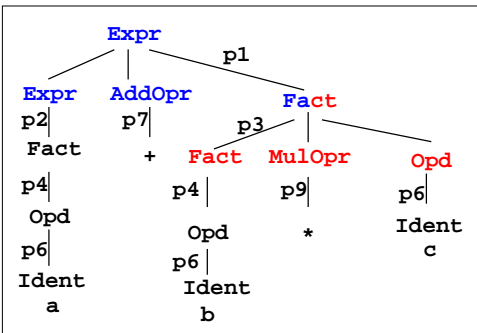 Expr
p1
Expr AddOpr Fact
p2 p7 p3
Fact + Fact MulOpr Opd
p4 p4 p9 p6
Opd Opd * Ident
c
p6 p6
Ident Ident
a b